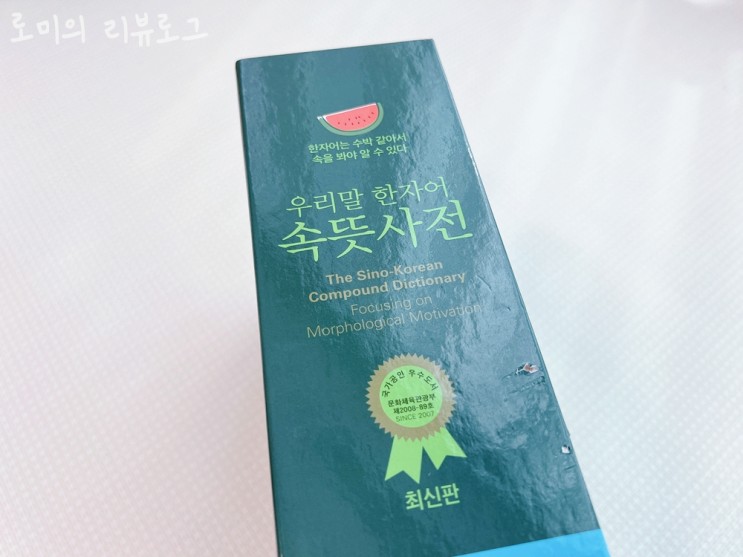 로미의 리뷰로그
한자어는 수박 같아서
속을 봐야 알 수 있다
우리말 한자어
속뜻사전
The Sino-Korean
Compound Dictionary
Focusing on
Morphological Motivation
국가공인 우수도서
문화체육관광부
제2008-89호
SINCE 2007
최신판